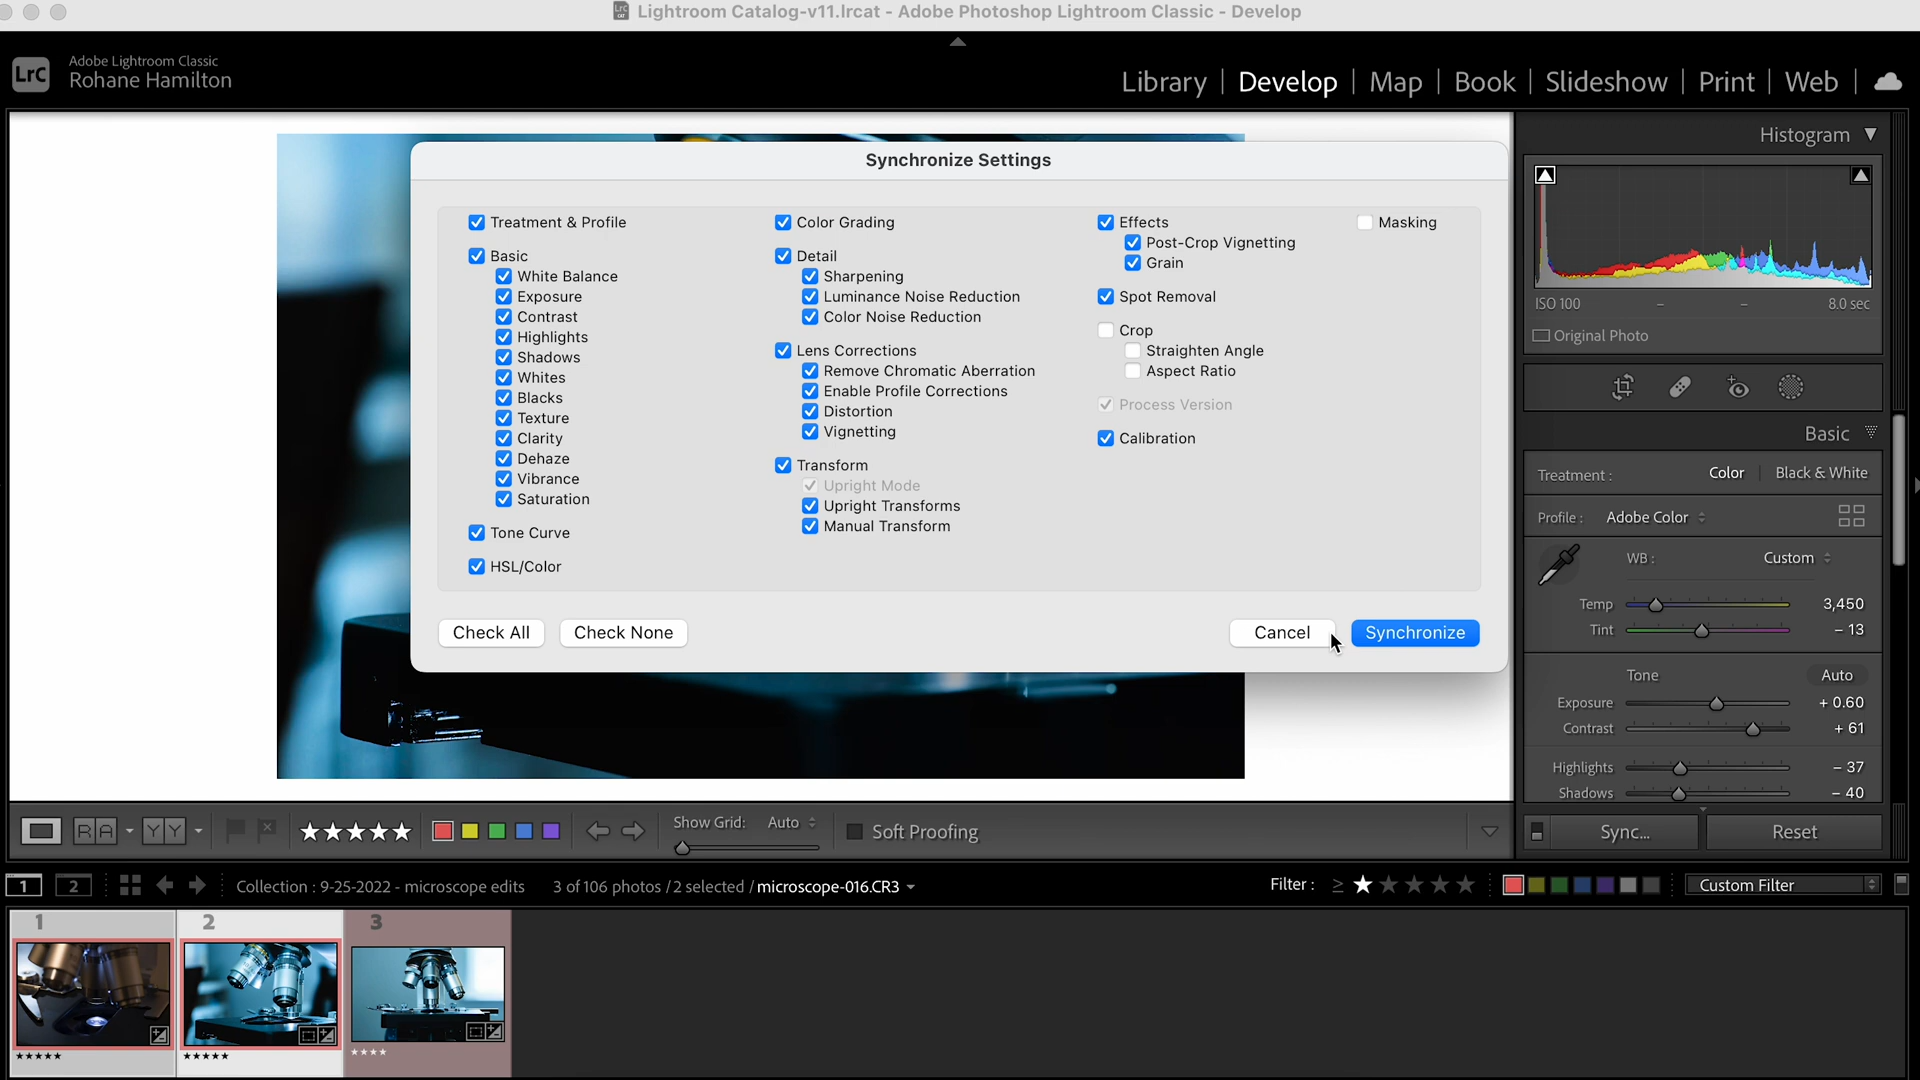 Lightroom Catalog-v11.lrcat - Adobe Photoshop Lightroom Classic - Develop
LrC
Adobe Lightroom Classic
Rohane Hamilton
Library | Develop | Map | Book | Slideshow | Print | Web
Histogram
ISO 100 – – 8.0 sec
Original Photo
Synchronize Settings
Treatment & Profile
Basic
White Balance
Exposure
Contrast
Highlights
Shadows
Whites
Blacks
Texture
Clarity
Dehaze
Vibrance
Saturation
Tone Curve
HSL/Color
Color Grading
Detail
Sharpening
Luminance Noise Reduction
Color Noise Reduction
Lens Corrections
Remove Chromatic Aberration
Enable Profile Corrections
Distortion
Vignetting
Transform
Upright Mode
Upright Transforms
Manual Transform
Effects
Post-Crop Vignetting
Grain
Spot Removal
Crop
Straighten Angle
Aspect Ratio
Process Version
Calibration
Masking
Check All
Check None
Cancel
Synchronize
Basic
Treatment : Color | Black & White
Profile : Adobe Color
WB : Custom
Temp 3,450
Tint – 13
Tone Auto
Exposure + 0.60
Contrast + 61
Highlights – 37
Shadows – 40
Sync...
Reset
R A
Y Y
Show Grid: Auto
Soft Proofing
1
2
Collection : 9-25-2022 - microscope edits
3 of 106 photos / 2 selected / microscope-016.CR3
Filter : ≥
Custom Filter
1
2
3